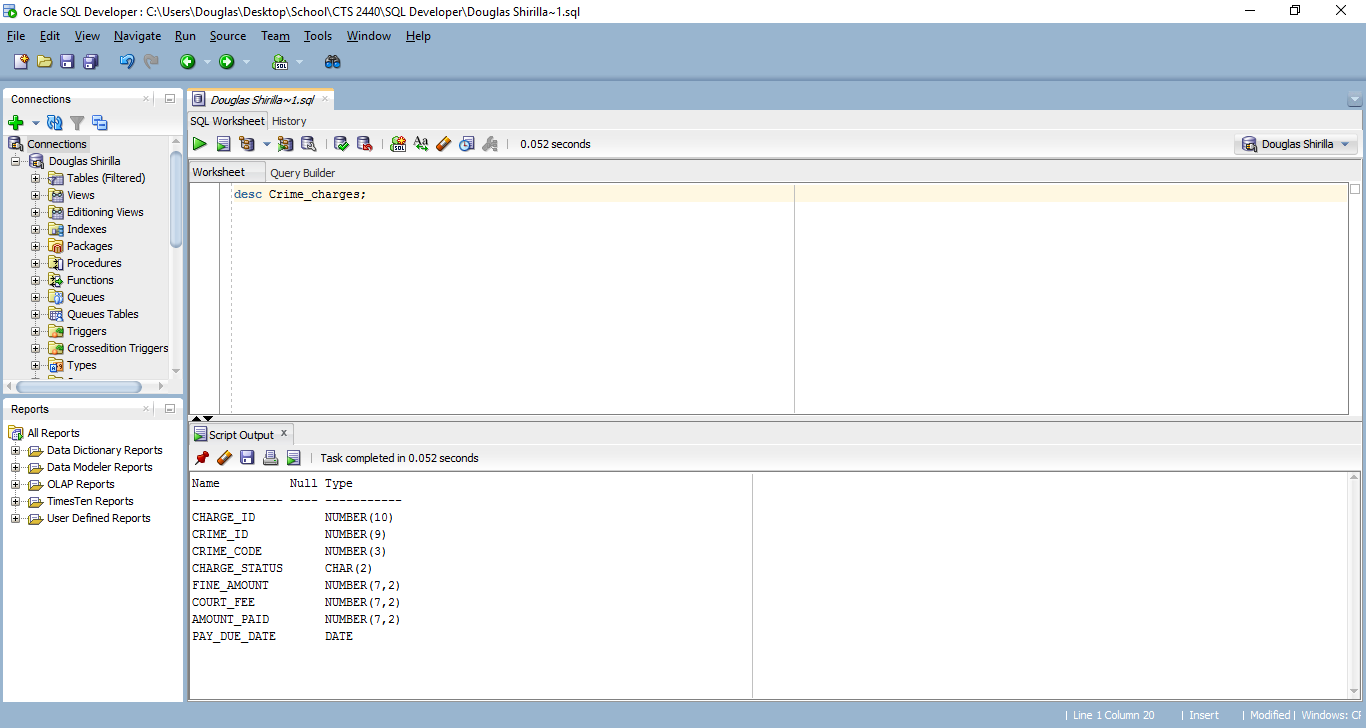 Oracle SQL Developer : C:\Users\Douglas\Desktop\School\CTS 2440\SQL Developer\Douglas Shirilla~1.sql
File Edit View Navigate Run Source Team Tools Window Help
Connections
Connections
Douglas Shirilla
Tables (Filtered)
Views
Editioning Views
Indexes
Packages
Procedures
Functions
Queues
Queues Tables
Triggers
Crossedition Triggers
Types
Reports
All Reports
Data Dictionary Reports
Data Modeler Reports
OLAP Reports
TimesTen Reports
User Defined Reports
Douglas Shirilla~1.sql
SQL Worksheet History
0.052 seconds
Douglas Shirilla
Worksheet Query Builder
desc Crime_charges;
Script Output
Task completed in 0.052 seconds
Name Null Type
------------- ---- -----------
CHARGE_ID NUMBER(10)
CRIME_ID NUMBER(9)
CRIME_CODE NUMBER(3)
CHARGE_STATUS CHAR(2)
FINE_AMOUNT NUMBER(7,2)
COURT_FEE NUMBER(7,2)
AMOUNT_PAID NUMBER(7,2)
PAY_DUE_DATE DATE
| Line 1 Column 20 | Insert | Modified | Windows: